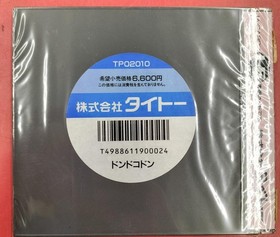 TP02010
希望小売価格6,600円
この価格には消費税を含んでおりません。
株式会社 タイトー
T4988611900024
ドンドコドン